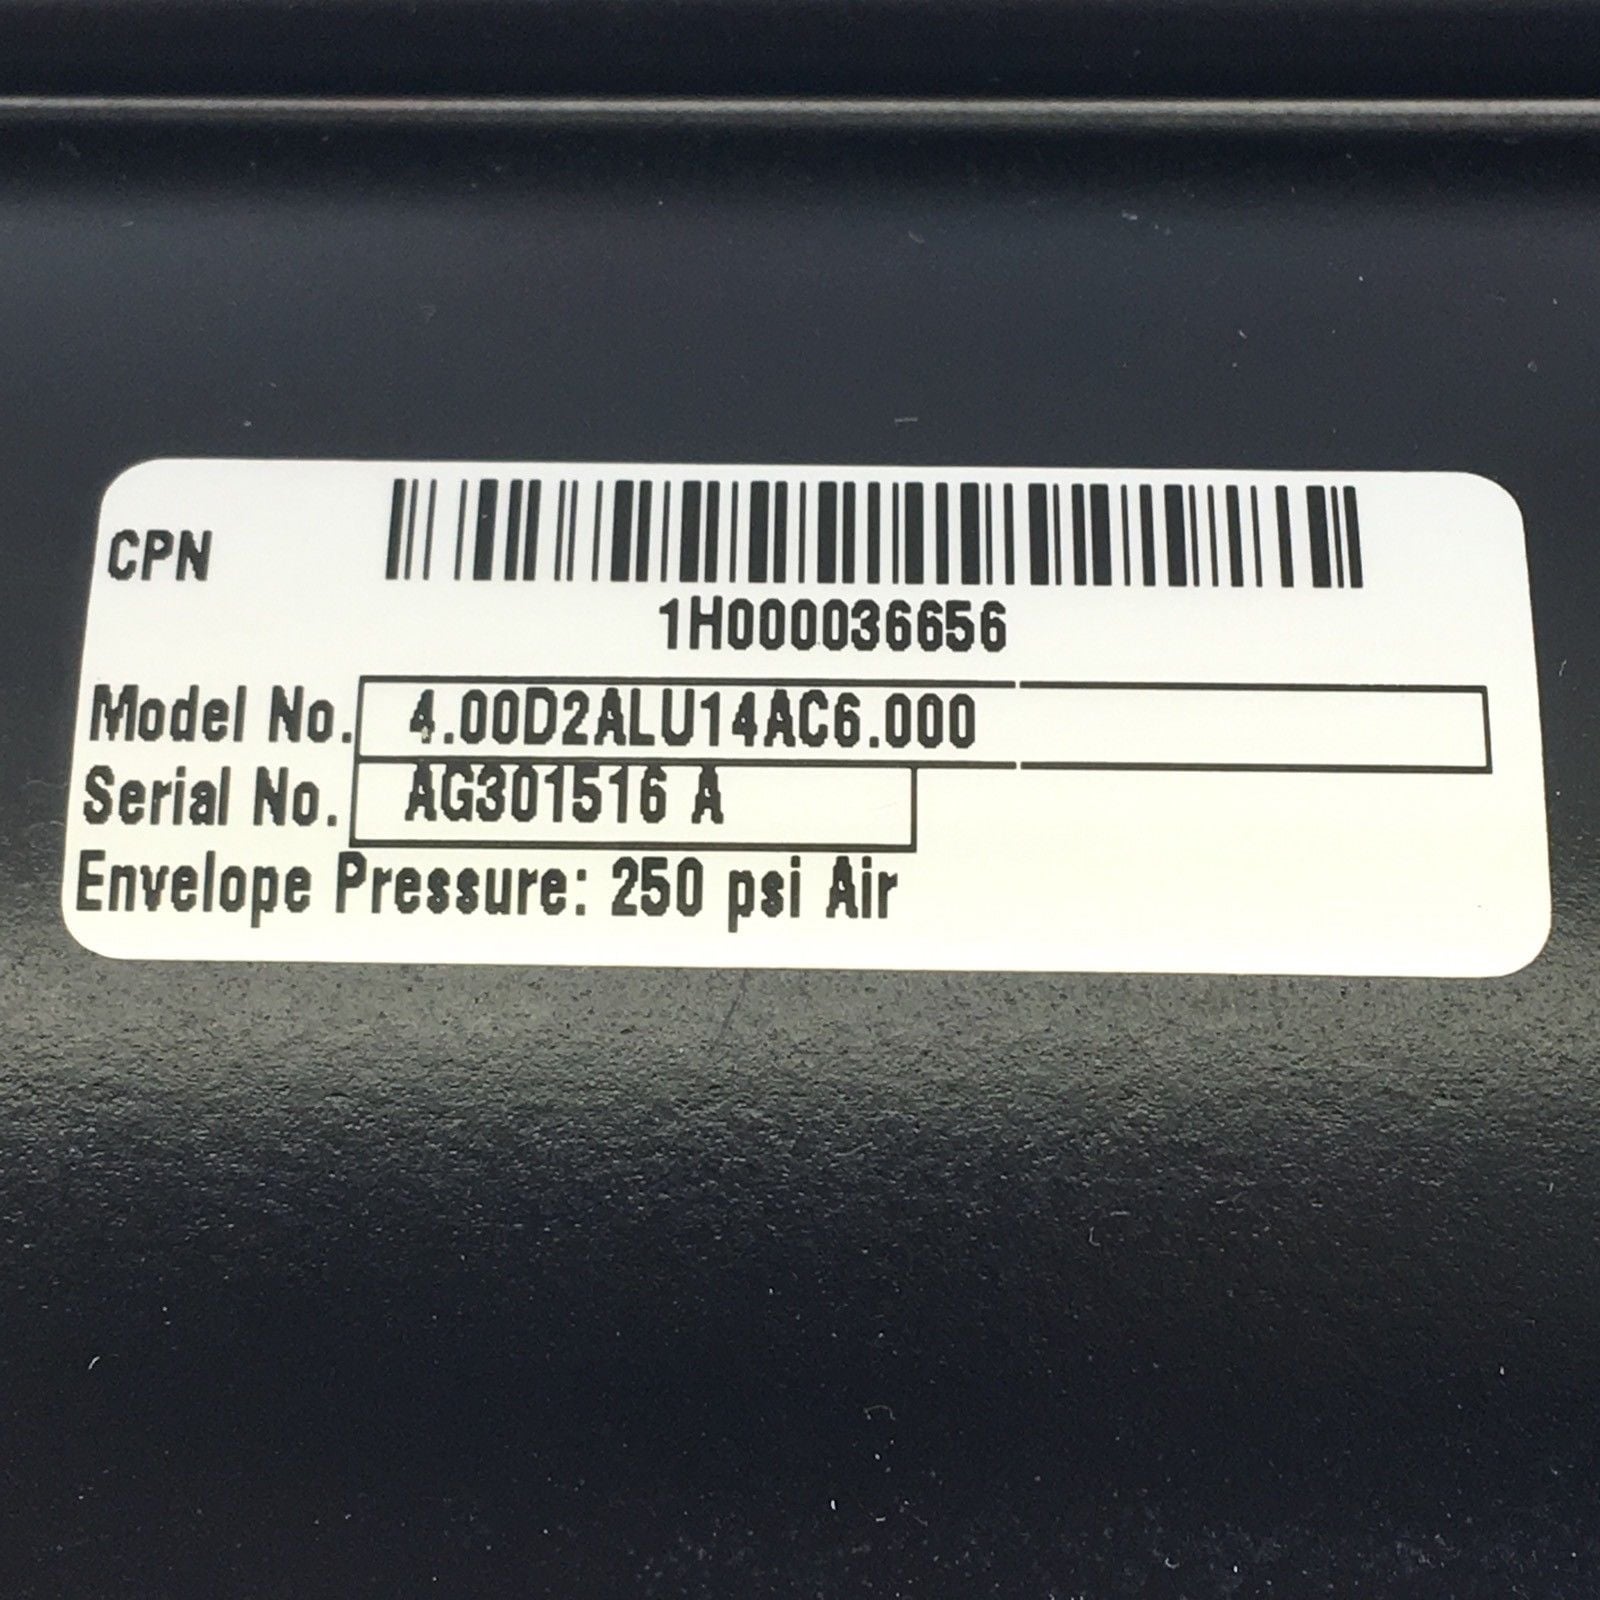 CPN
1H000036656
Model No. 4.00D2ALU14AC6.000
Serial No. AG301516 A
Envelope Pressure: 250 psi Air